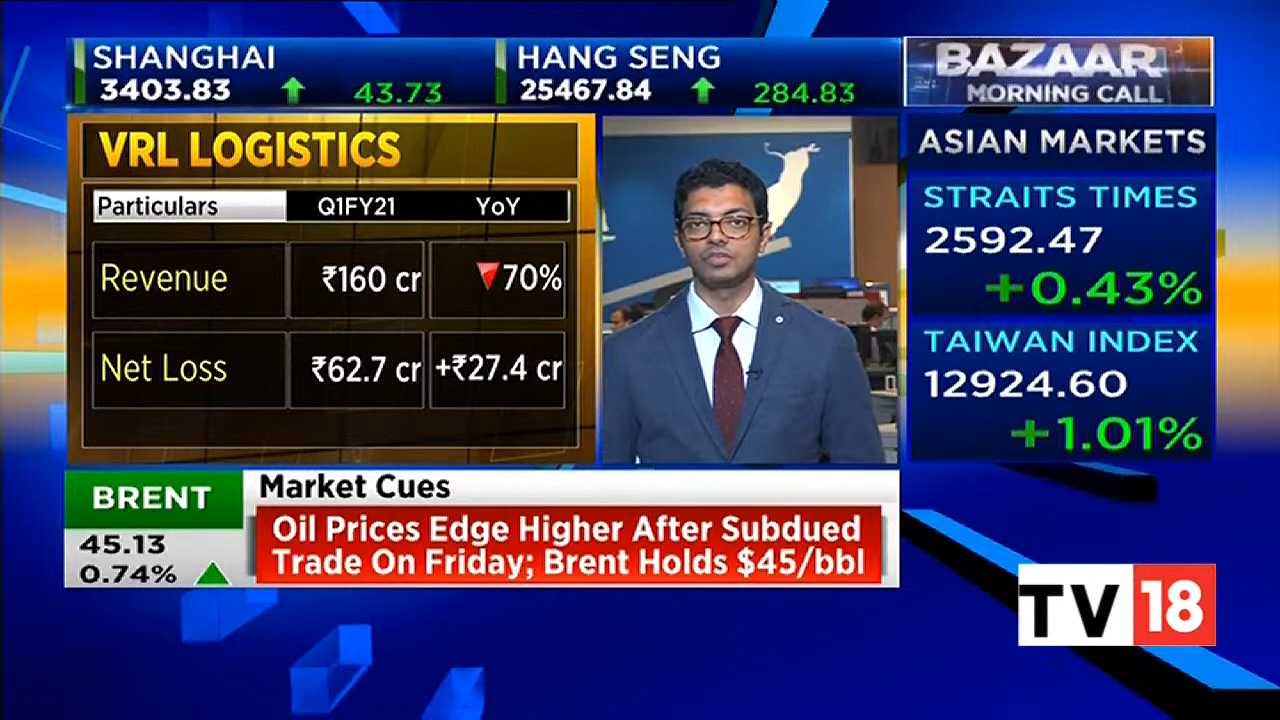 SHANGHAI
3403.83 43.73
HANG SENG
25467.84 284.83
BAZAAR
MORNING CALL
VRL LOGISTICS
Particulars Q1FY21 YoY
Revenue ₹160 cr 70%
Net Loss ₹62.7 cr +₹27.4 cr
ASIAN MARKETS
STRAITS TIMES
2592.47
+0.43%
TAIWAN INDEX
12924.60
+1.01%
BRENT
45.13
0.74%
Market Cues
Oil Prices Edge Higher After Subdued
Trade On Friday; Brent Holds $45/bbl
TV18